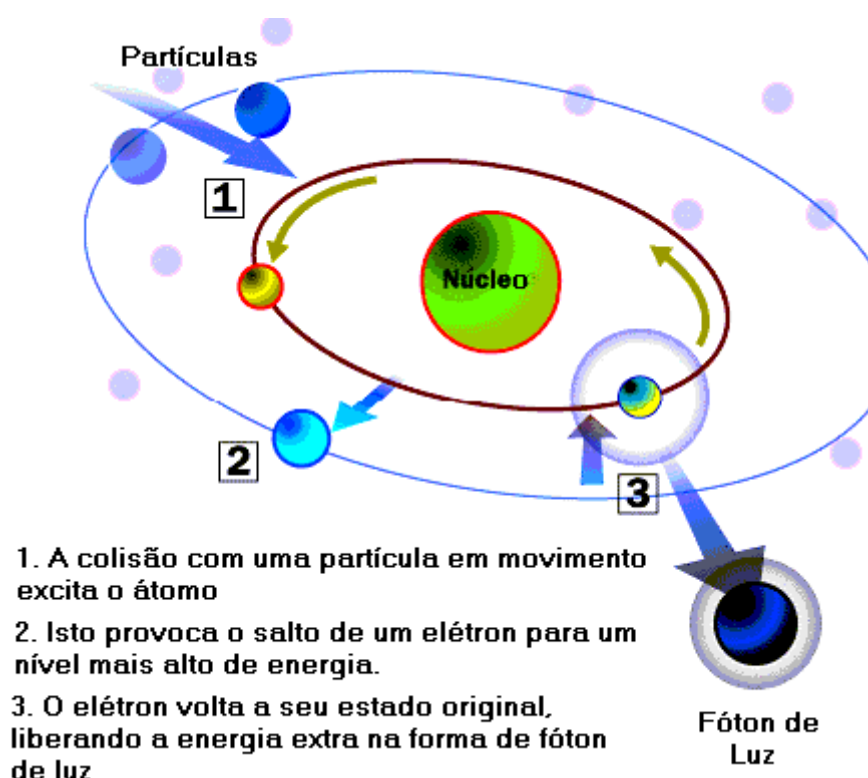 Partículas
1
Núcleo
2
3
1. A colisão com uma partícula em movimento
excita o átomo
2. Isto provoca o salto de um elétron para um
nível mais alto de energia.
3. O elétron volta a seu estado original,
liberando a energia extra na forma de fóton
de luz
Fóton de
Luz